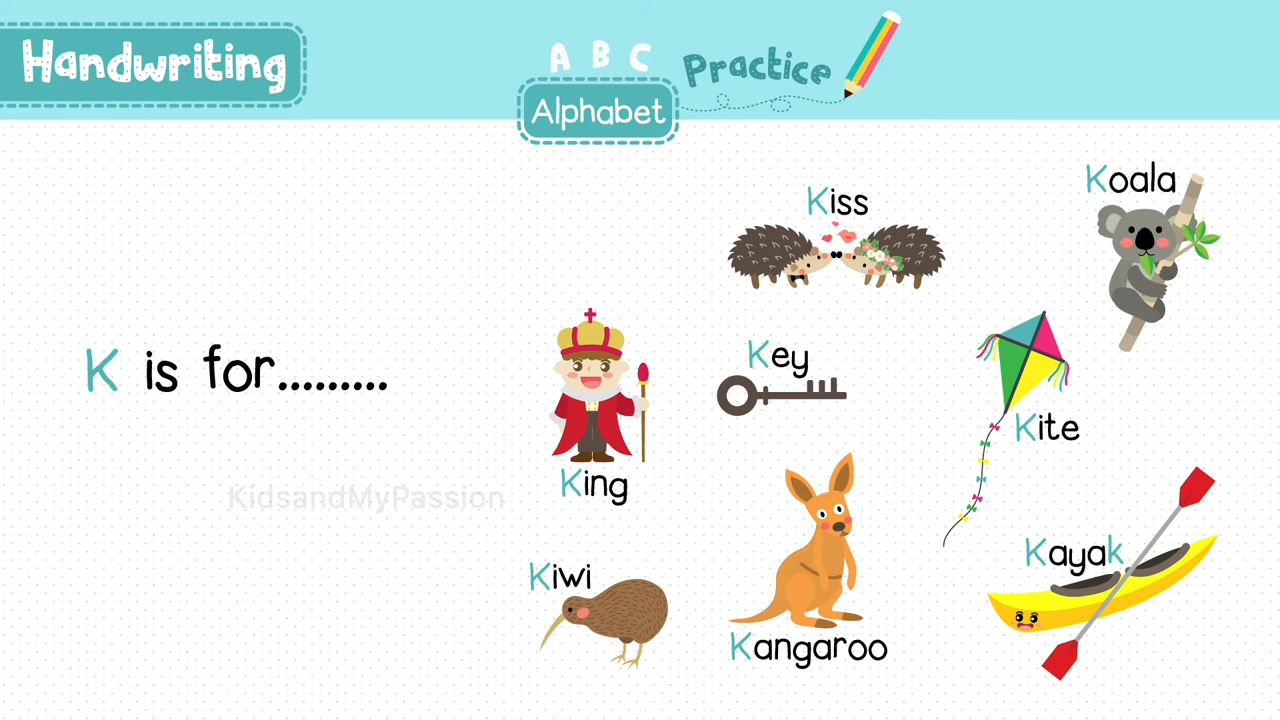 Handwriting
A B C
Practice
Alphabet
Koala
Kiss
Key
K is for.........
Kite
King
KidsandMyPassion
Kayak
Kiwi
Kangaroo